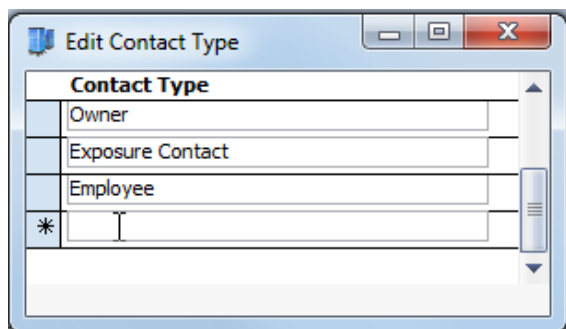 Edit Contact Type
Contact Type
Owner
Exposure Contact
Employee
*